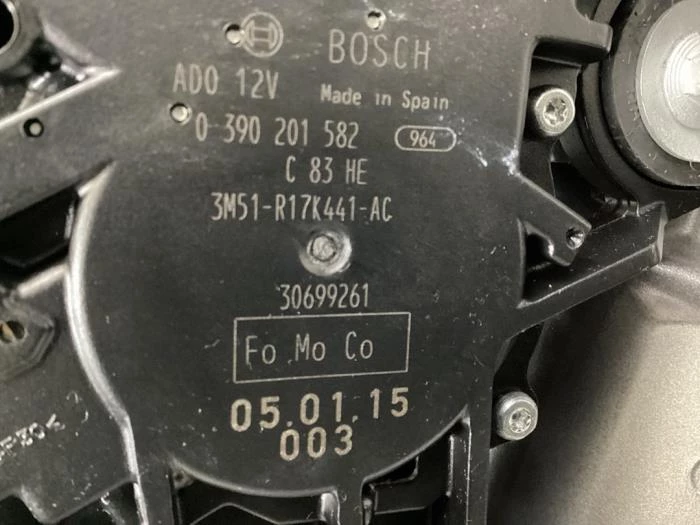 BOSCH
AD0 12V Made in Spain
0 390 201 582 964
C 83 HE
3M51-R17K441-AC
30699261
Fo Mo Co
05.01.15
003